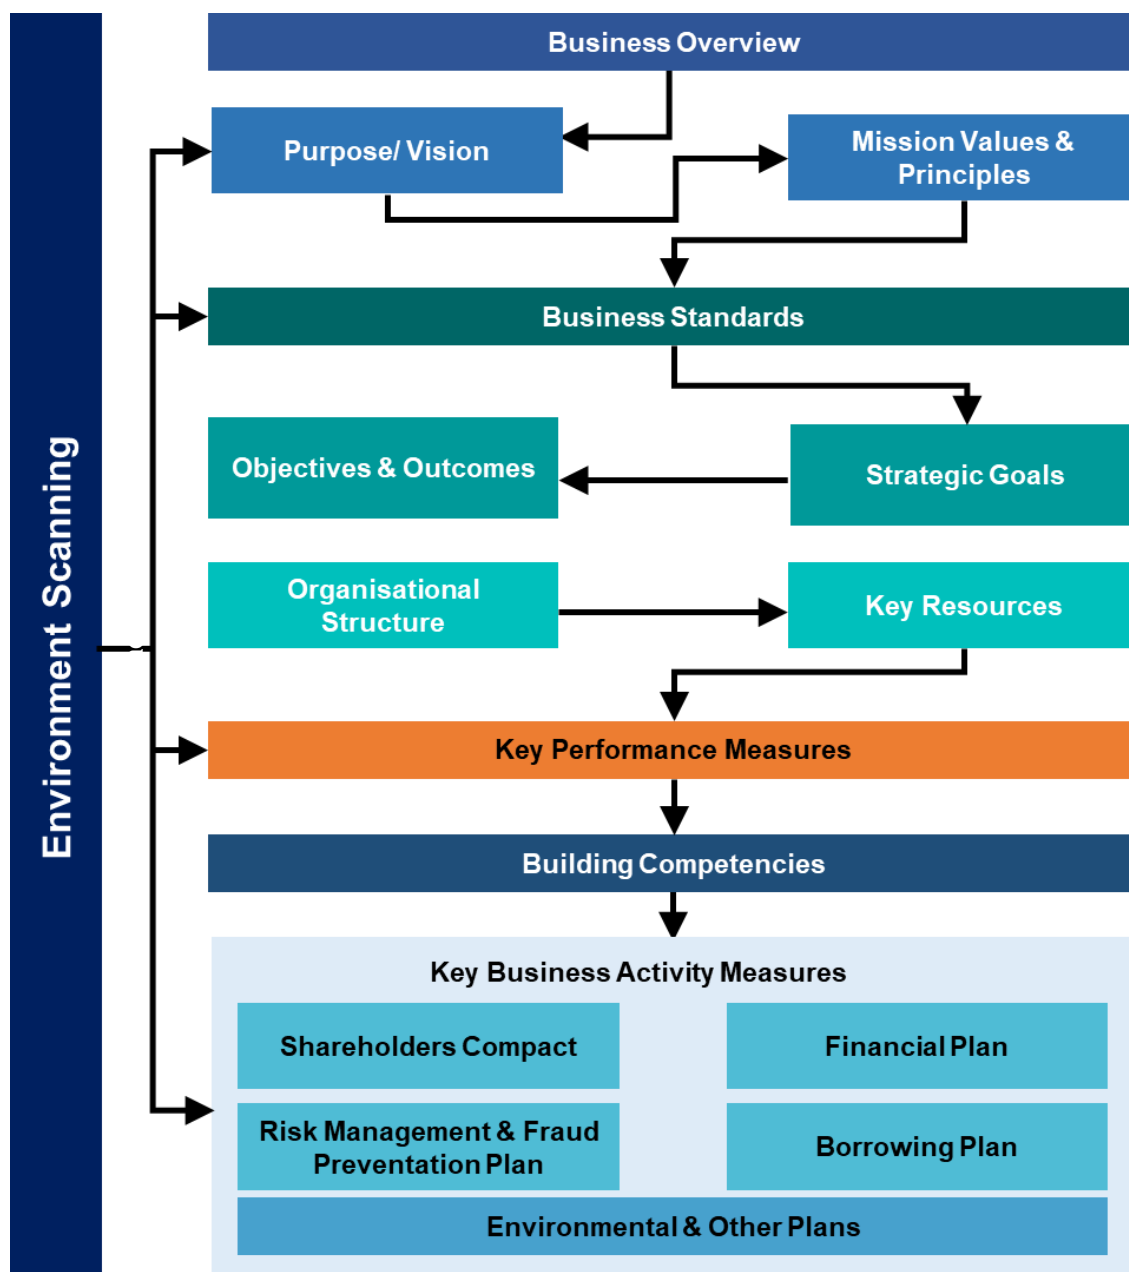 Environment Scanning
Business Overview
Purpose/ Vision
Mission Values &
Principles
Business Standards
Objectives & Outcomes
Strategic Goals
Organisational
Structure
Key Resources
Key Performance Measures
Building Competencies
Key Business Activity Measures
Shareholders Compact
Financial Plan
Risk Management & Fraud
Preventation Plan
Borrowing Plan
Environmental & Other Plans